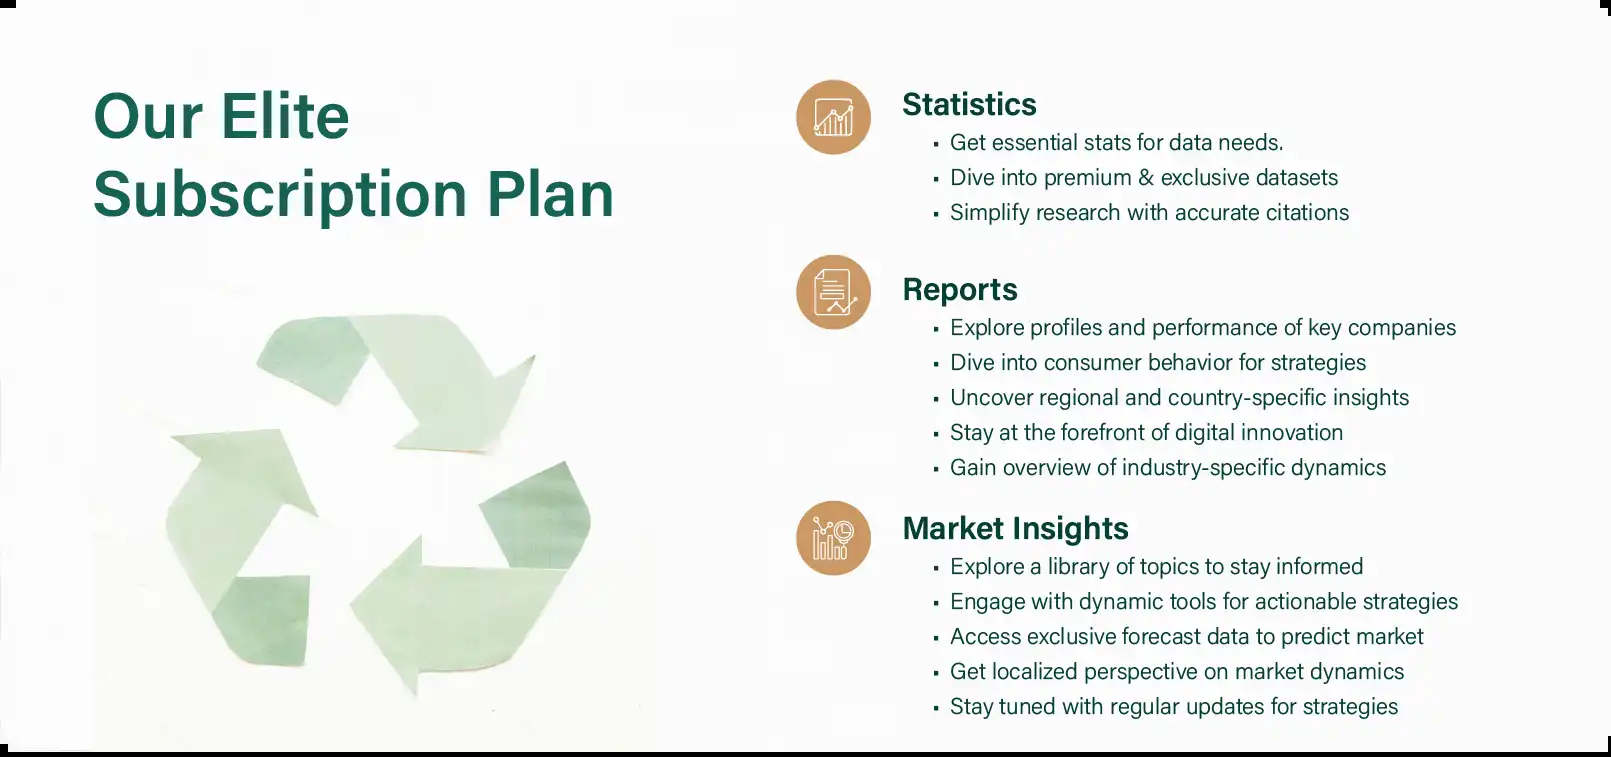 Our Elite
Subscription Plan
Statistics
▪ Get essential stats for data needs.
▪ Dive into premium & exclusive datasets
▪ Simplify research with accurate citations
Reports
▪ Explore profiles and performance of key companies
▪ Dive into consumer behavior for strategies
▪ Uncover regional and country-specific insights
▪ Stay at the forefront of digital innovation
▪ Gain overview of industry-specific dynamics
Market Insights
▪ Explore a library of topics to stay informed
▪ Engage with dynamic tools for actionable strategies
▪ Access exclusive forecast data to predict market
▪ Get localized perspective on market dynamics
▪ Stay tuned with regular updates for strategies